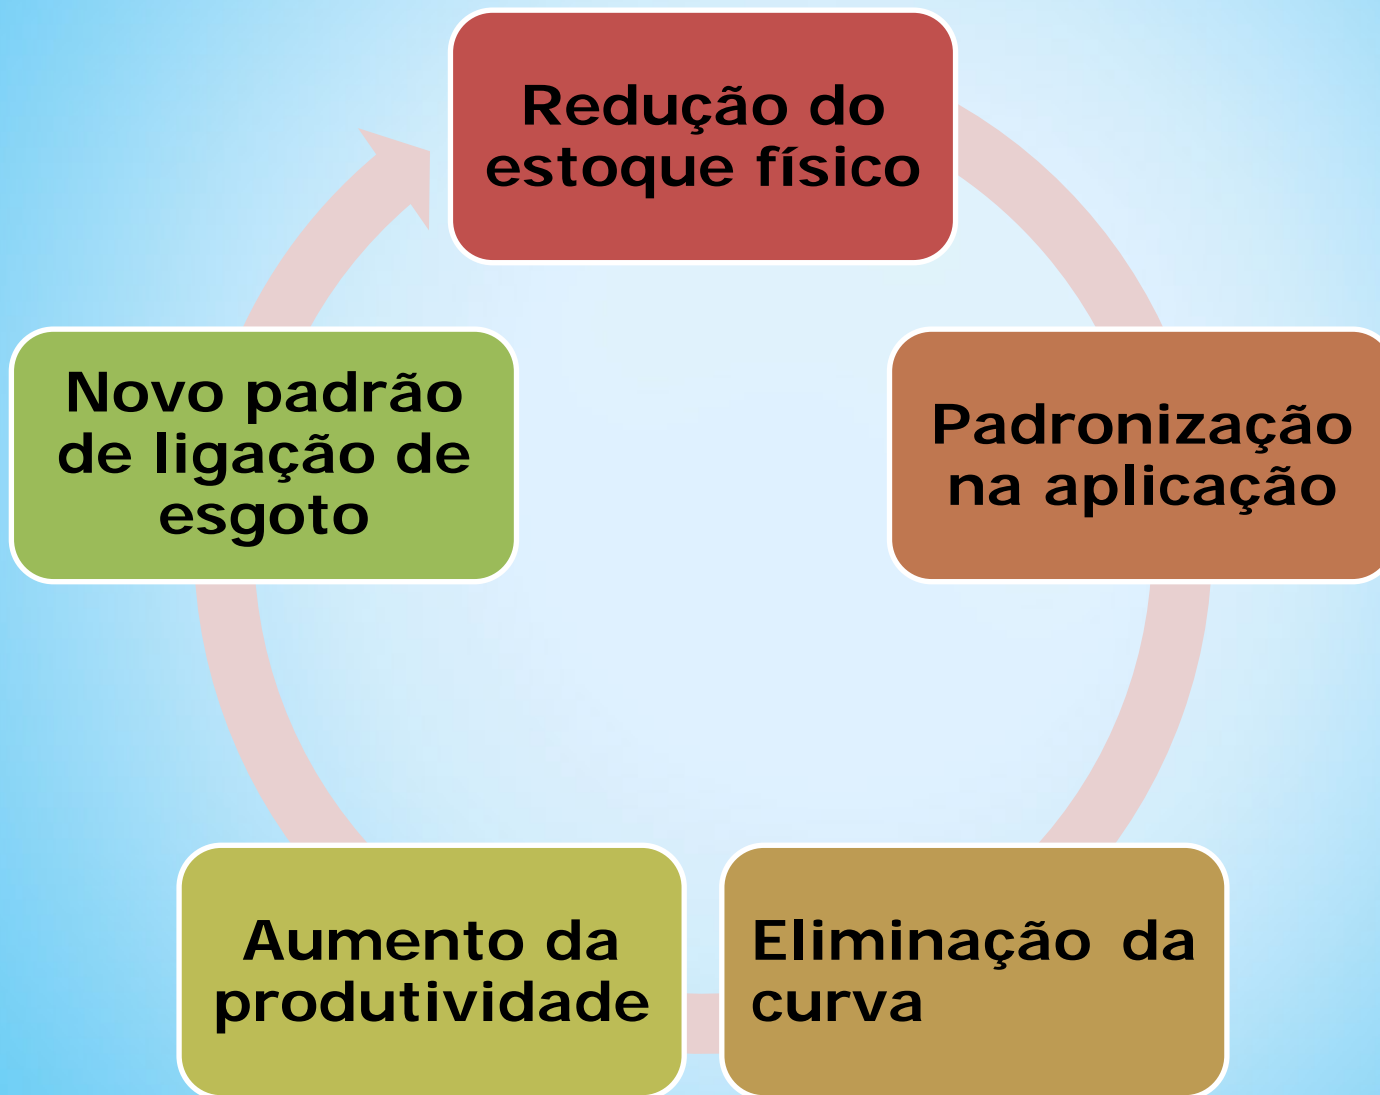 Redução do
estoque físico
Padronização
na aplicação
Eliminação da
curva
Aumento da
produtividade
Novo padrão
de ligação de
esgoto